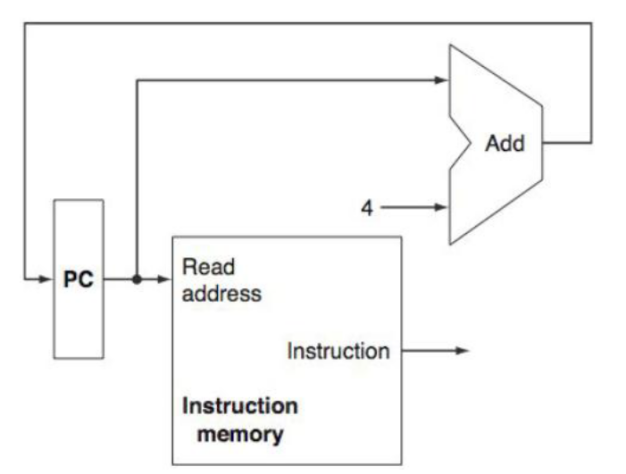 Add
4
PC
Read
address
Instruction
Instruction
memory